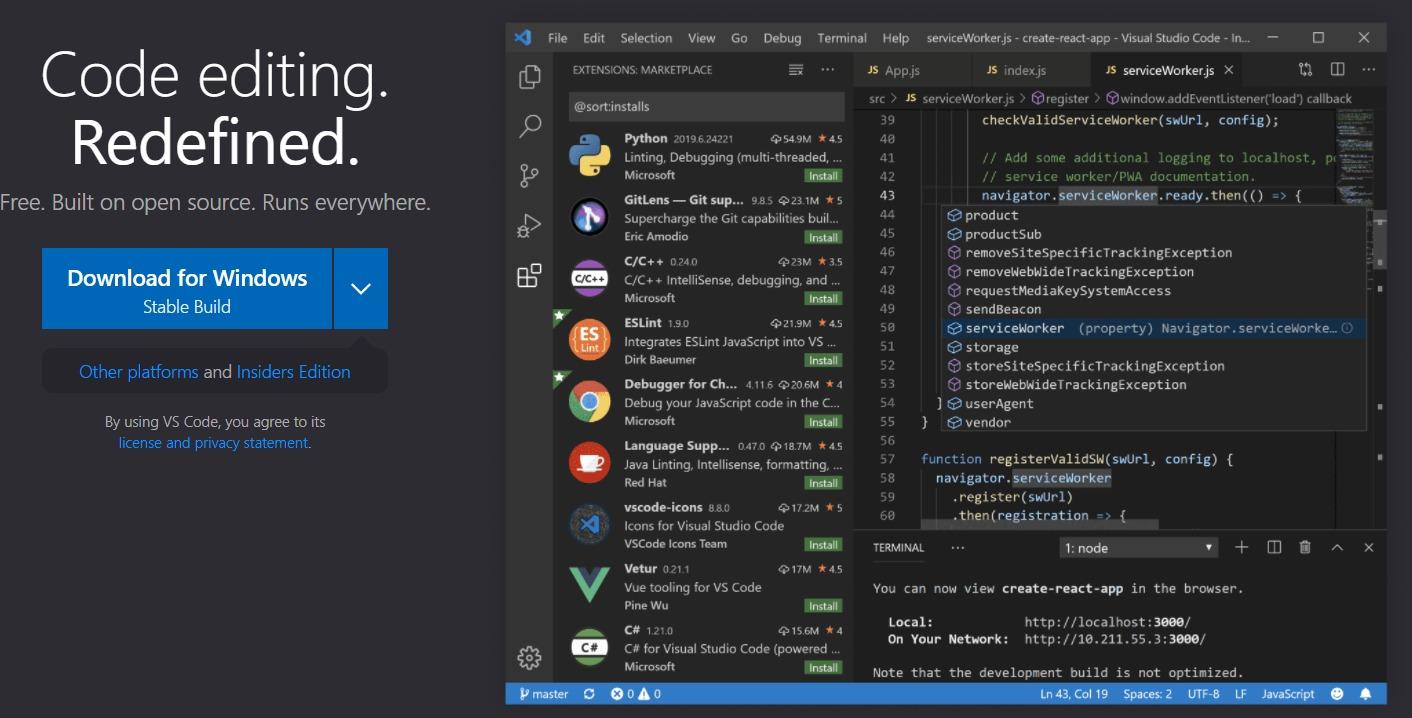 Code editing.
Redefined.
Free. Built on open source. Runs everywhere.
Download for Windows
Stable Build
Other platforms and Insiders Edition
By using VS Code, you agree to its
license and privacy statement.
File Edit Selection View Go Debug Terminal Help serviceWorker.js - create-react-app - Visual Studio Code - In...
EXTENSIONS: MARKETPLACE
@sort:installs
Python 2019.6.24221 54.9M 4.5
Linting, Debugging (multi-threaded, ...
Microsoft Install
GitLens — Git sup... 9.8.5 23.1M 5
Supercharge the Git capabilities buil...
Eric Amodio Install
C/C++
C/C++ 0.24.0 23M 3.5
C/C++ IntelliSense, debugging, and ...
Microsoft Install
ES
Lint
ESLint 1.9.0 21.9M 4.5
Integrates ESLint JavaScript into VS ...
Dirk Baeumer Install
Debugger for Ch... 4.11.6 20.6M 4
Debug your JavaScript code in the C...
Microsoft Install
Language Supp... 0.47.0 18.7M 4.5
Java Linting, Intellisense, formatting, ...
Red Hat Install
vscode-icons 8.8.0 17.2M 5
Icons for Visual Studio Code
VSCode Icons Team Install
Vetur 0.21.1 17M 4.5
Vue tooling for VS Code
Pine Wu Install
C#
C# 1.21.0 15.6M 4
C# for Visual Studio Code (powered ...
Microsoft Install
JS App.js JS index.js JS serviceWorker.js
src > JS serviceWorker.js > register > window.addEventListener('load') callback
39 checkValidServiceWorker(swUrl, config);
40
41 // Add some additional logging to localhost, po
42 // service worker/PWA documentation.
43 navigator.serviceWorker.ready.then(() => {
44 product
45 productSub
46 removeSiteSpecificTrackingException
47 removeWebWideTrackingException
48 requestMediaKeySystemAccess
49 sendBeacon
50 serviceWorker (property) Navigator.serviceWorke...
51 storage
52 storeSiteSpecificTrackingException
53 storeWebWideTrackingException
54 } userAgent
55 } vendor
56
57 function registerValidSW(swUrl, config) {
58 navigator.serviceWorker
59 .register(swUrl)
60 .then(registration => {
TERMINAL ... 1: node
You can now view create-react-app in the browser.
Local: http://localhost:3000/
On Your Network: http://10.211.55.3:3000/
Note that the development build is not optimized.
master 0 0 Ln 43, Col 19 Spaces: 2 UTF-8 LF JavaScript